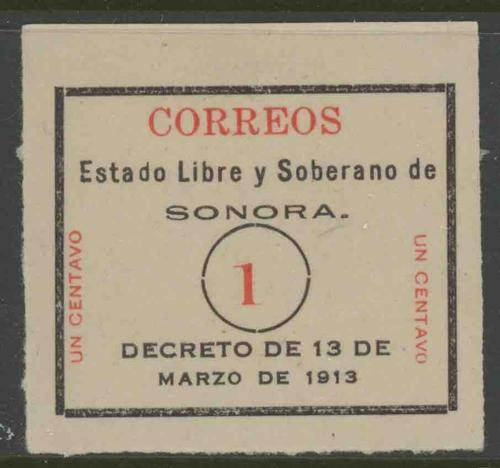 CORREOS
Estado Libre y Soberano de
SONORA.
UN CENTAVO
1
UN CENTAVO
DECRETO DE 13 DE
MARZO DE 1913